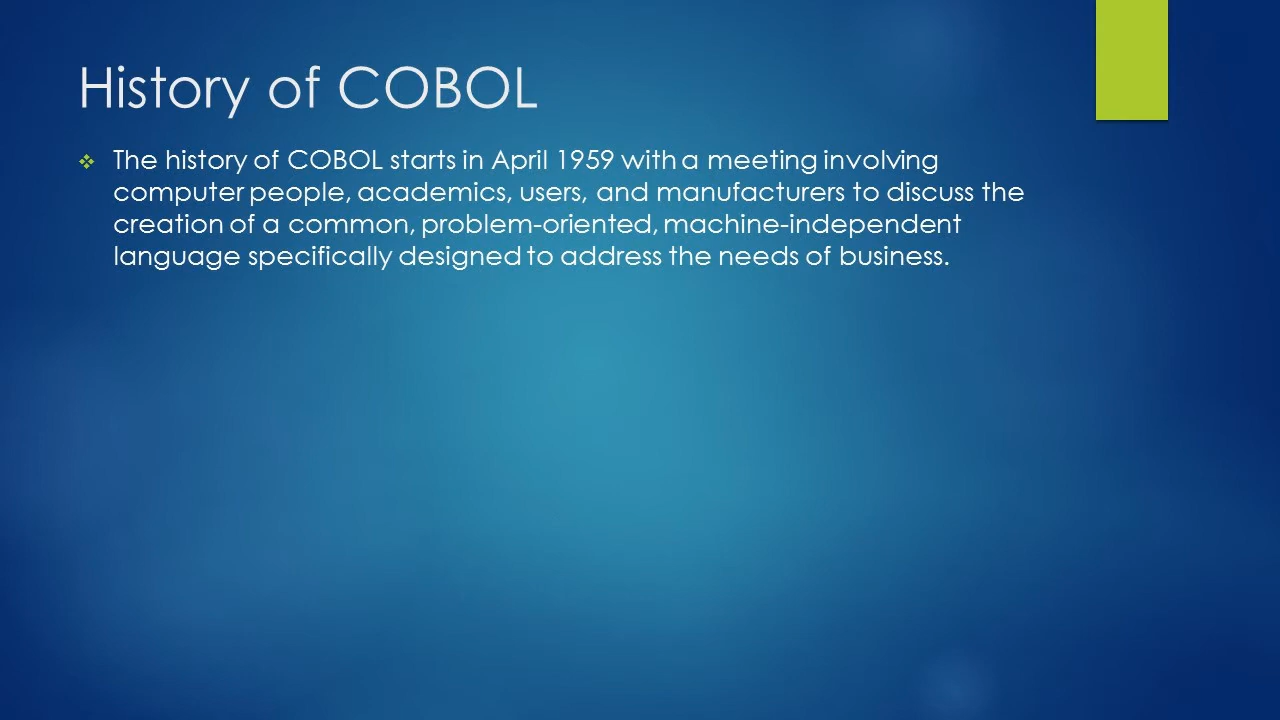 History of COBOL
The history of COBOL starts in April 1959 with a meeting involving
computer people, academics, users, and manufacturers to discuss the
creation of a common, problem-oriented, machine-independent
language specifically designed to address the needs of business.